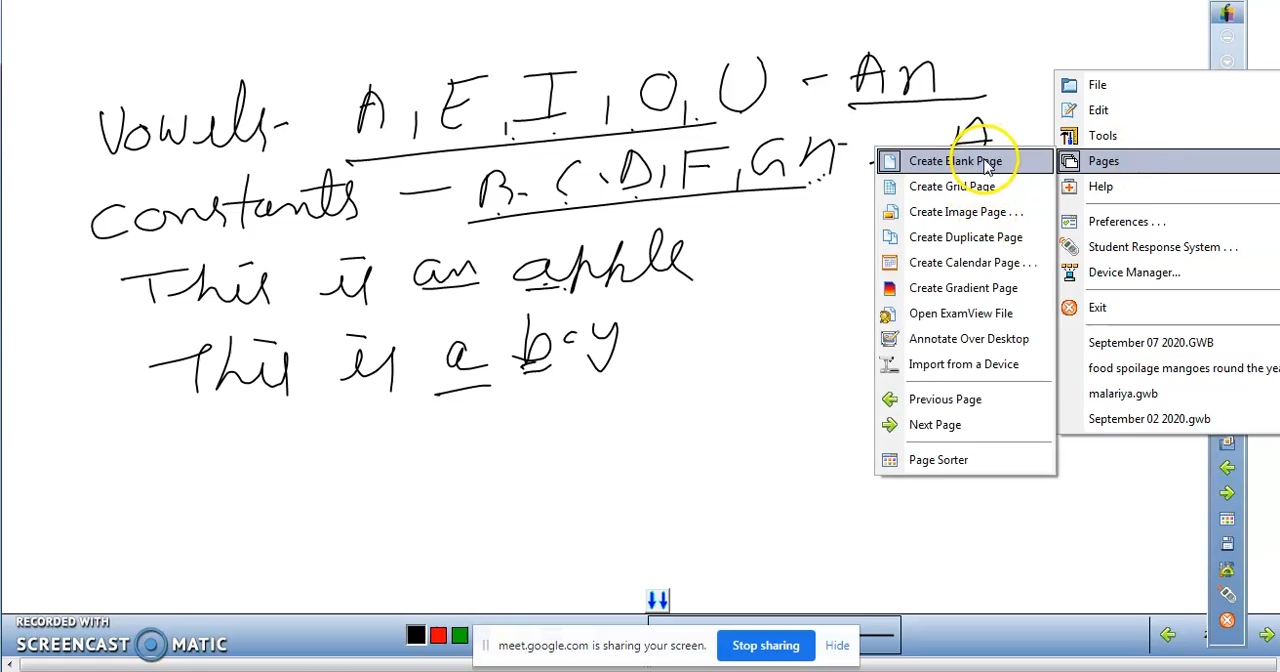 Vowels- A, E, I, O, U - An
constants - B. C. D, F, G H - A
This is an apple
This is a boy
File
Edit
Tools
Pages
Help
Preferences . . .
Student Response System . . .
Device Manager...
Exit
September 07 2020.GWB
food spoilage mangoes round the yea
malariya.gwb
September 02 2020.gwb
Create Blank Page
Create Grid Page
Create Image Page . . .
Create Duplicate Page
Create Calendar Page . . .
Create Gradient Page
Open ExamView File
Annotate Over Desktop
Import from a Device
Previous Page
Next Page
Page Sorter
RECORDED WITH
SCREENCAST MATIC
meet.google.com is sharing your screen.
Stop sharing
Hide